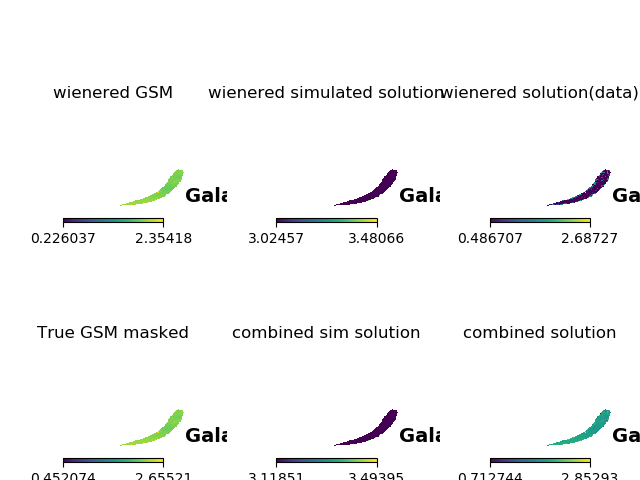 wienered GSM wienered simulated solution wienered solution(data)
Gala Gala Ga
0.226037 2.35418 3.02457 3.48066 0.486707 2.68727
True GSM masked combined sim solution combined solution
Gala Gala Ga
0.452074 2.65521 3.11851 3.49395 0.712744 2.85293